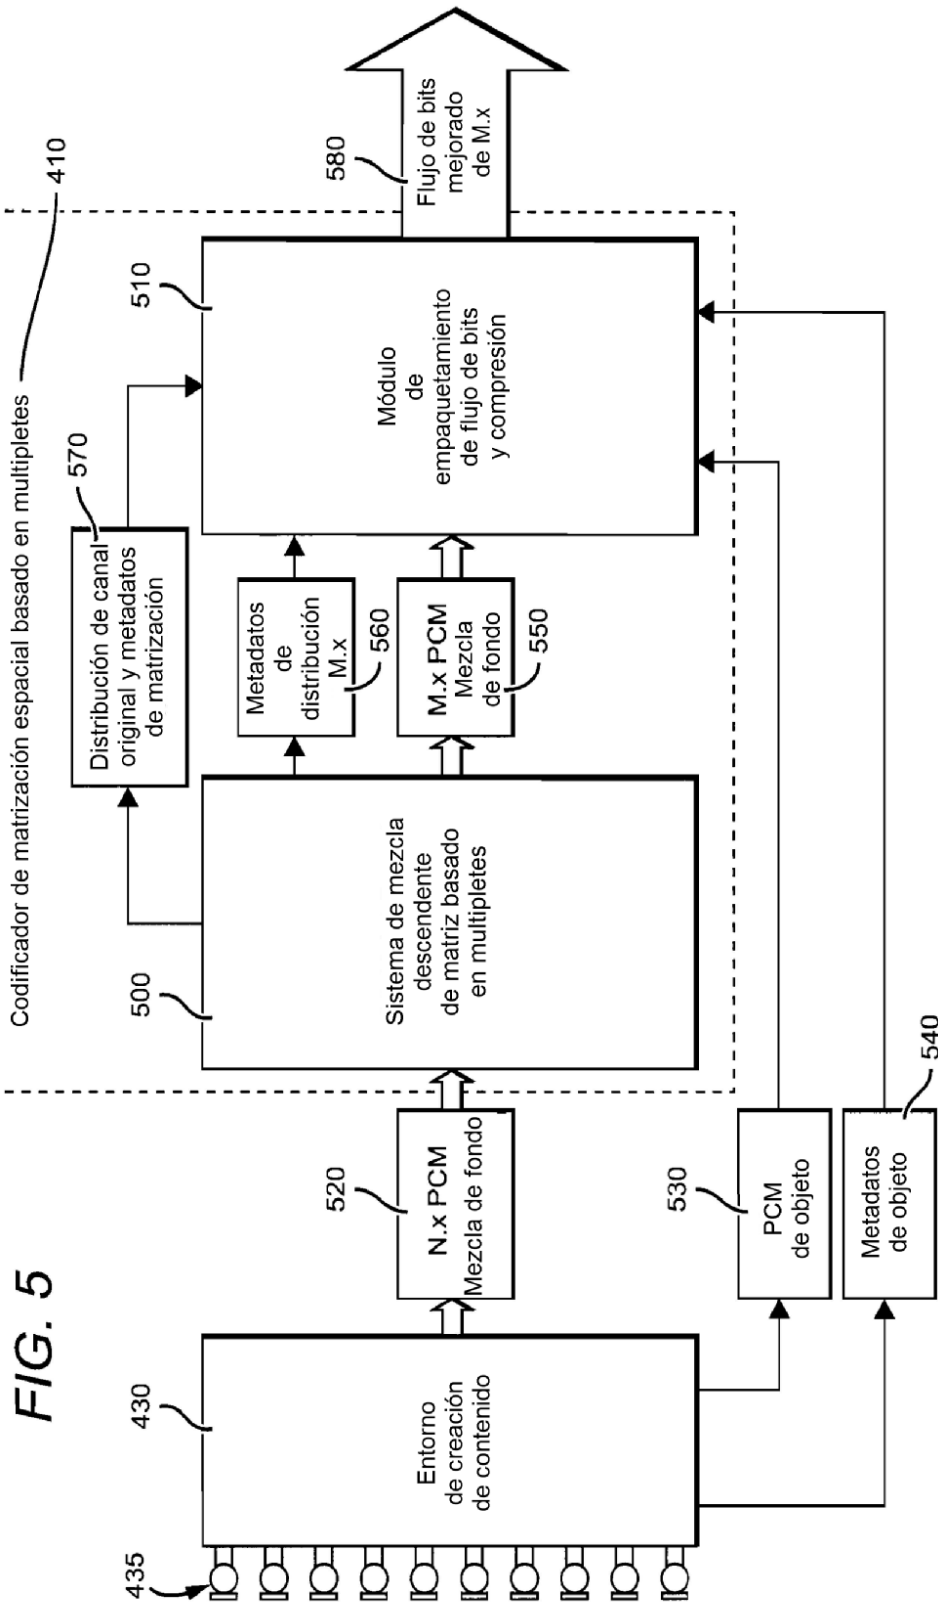 FIG. 5
Codificador de matrización espacial basado en multipletes
410
435
430
Entorno
de creación
de contenido
520
N.x PCM
Mezcla de fondo
530
PCM
de objeto
540
Metadatos
de objeto
500
Sistema de mezcla
descendente
de matriz basado
en multipletes
570
Distribución de canal
original y metadatos
de matrización
560
Metadatos
de
distribución
M.x
550
M.x PCM
Mezcla
de fondo
510
Módulo
de
empaquetamiento
de flujo de bits
y compresión
580
Flujo de bits
mejorado
de M.x